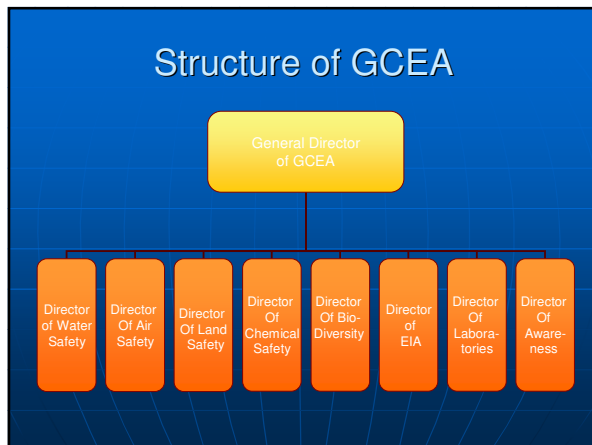 Structure of GCEA
General Director
of GCEA
Director
of Water
Safety
Director
Of Air
Safety
Director
Of Land
Safety
Director
Of
Chemical
Safety
Director
Of Bio-
Diversity
Director
of
EIA
Director
Of
Labora-
tories
Director
Of
Aware-
ness